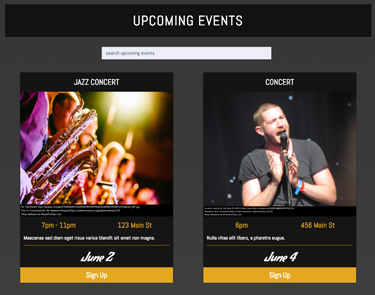 UPCOMING EVENTS
search upcoming events
JAZZ CONCERT
7pm - 11pm
123 Main St
Maecenas sed diam eget risus varius blandit sit amet non magna.
June 2
Sign Up
CONCERT
6pm
456 Main St
Nulla vitae elit libero, a pharetra augue.
June 4
Sign Up